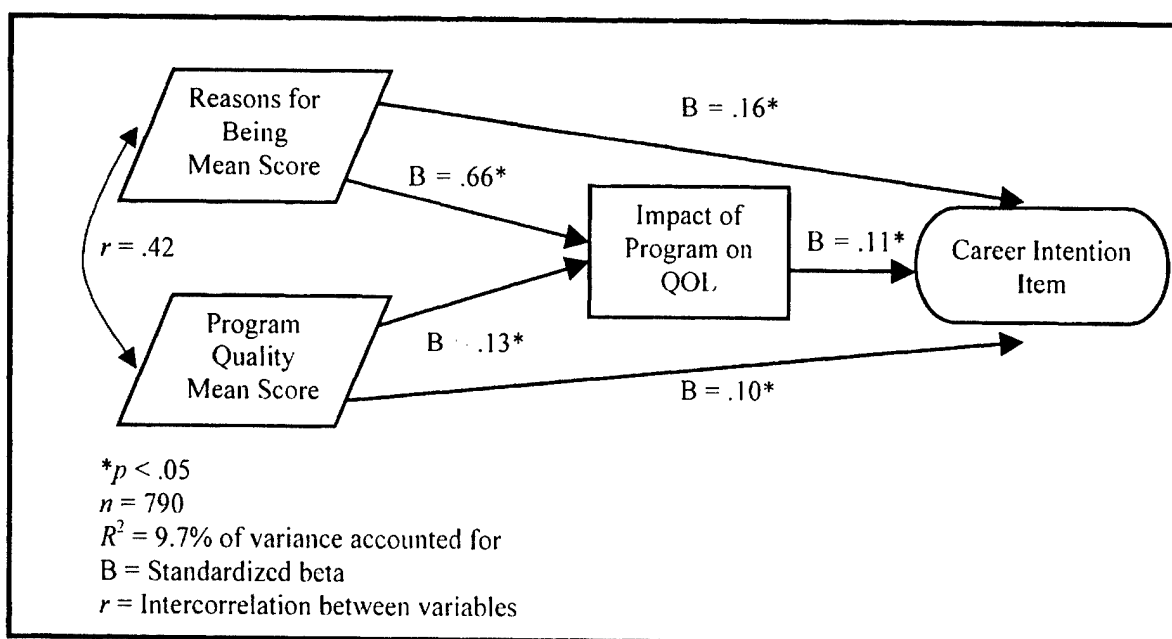 Reasons for
Being
Mean Score
B = .16*
B = .66*
r = .42
Impact of
Program on
QOL
B = .11*
Career Intention
Item
Program
Quality
Mean Score
B .13*
B = .10*
*p < .05
n = 790
R² = 9.7% of variance accounted for
B = Standardized beta
r = Intercorrelation between variables